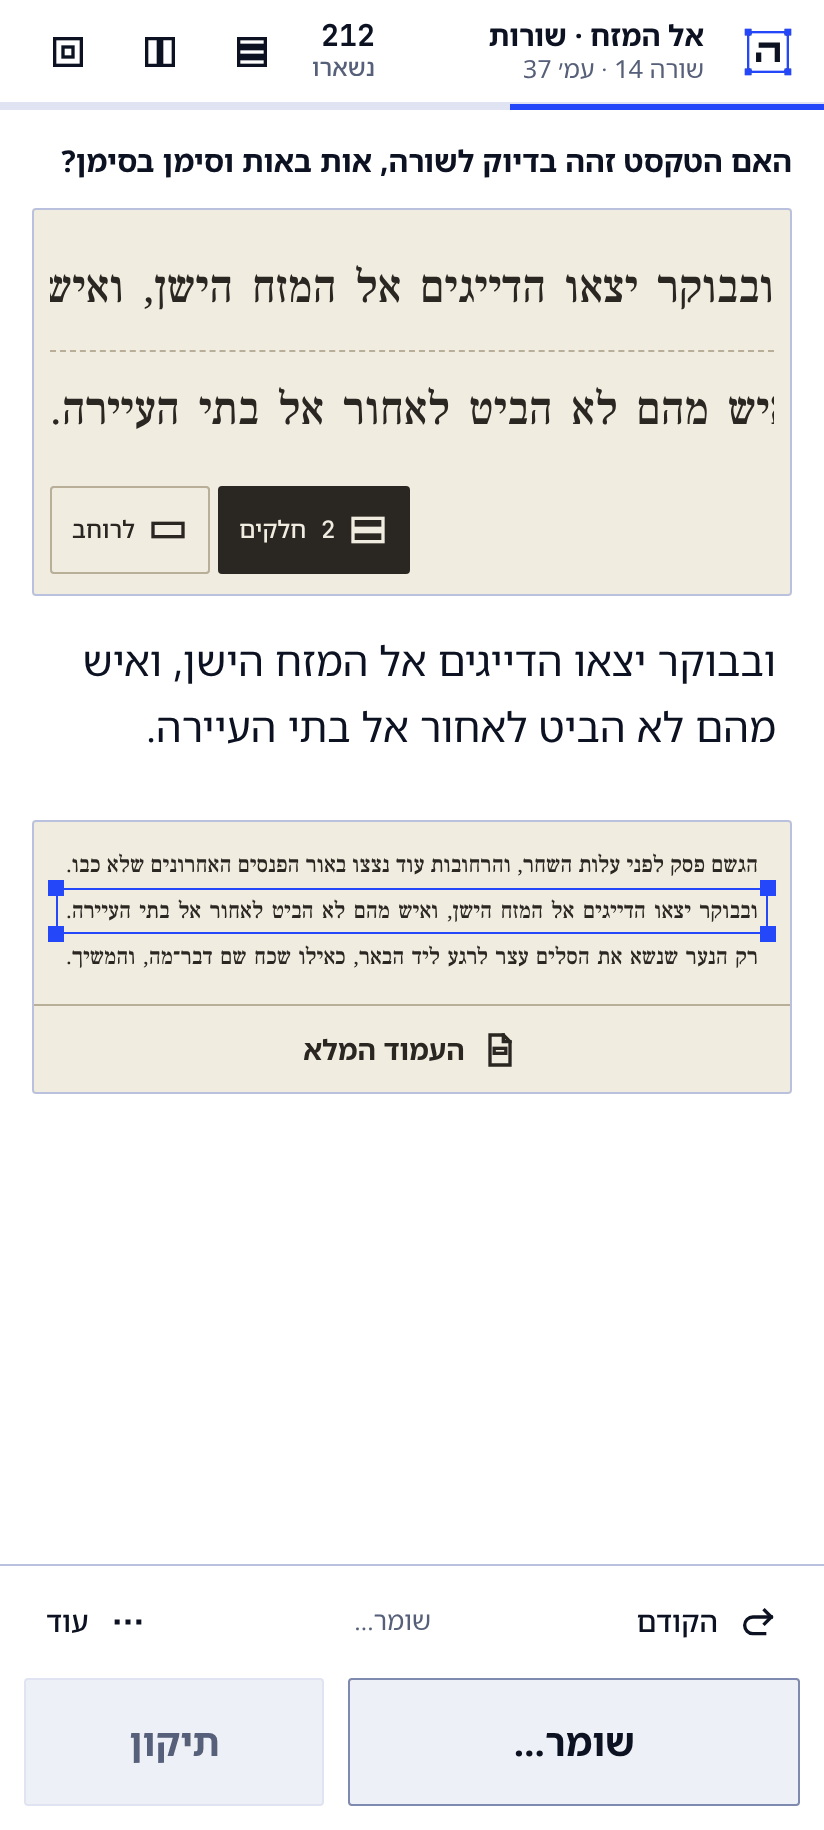 ה
אל המזח · שורות
שורה 14 · עמ׳ 37
212
נשארו
האם הטקסט זהה בדיוק לשורה, אות באות וסימן בסימן?
ובבוקר יצאו הדייגים אל המזח הישן, ואיש
איש מהם לא הביט לאחור אל בתי העיירה.
2 חלקים
לרוחב
ובבוקר יצאו הדייגים אל המזח הישן, ואיש
מהם לא הביט לאחור אל בתי העיירה.
הגשם פסק לפני עלות השחר, והרחובות עוד נצצו באור הפנסים האחרונים שלא כבו.
ובבוקר יצאו הדייגים אל המזח הישן, ואיש מהם לא הביט לאחור אל בתי העיירה.
רק הנער שנשא את הסלים עצר לרגע ליד הבאר, כאילו שכח שם דבר־מה, והמשיך.
העמוד המלא
הקודם
שומר...
עוד
שומר...
תיקון